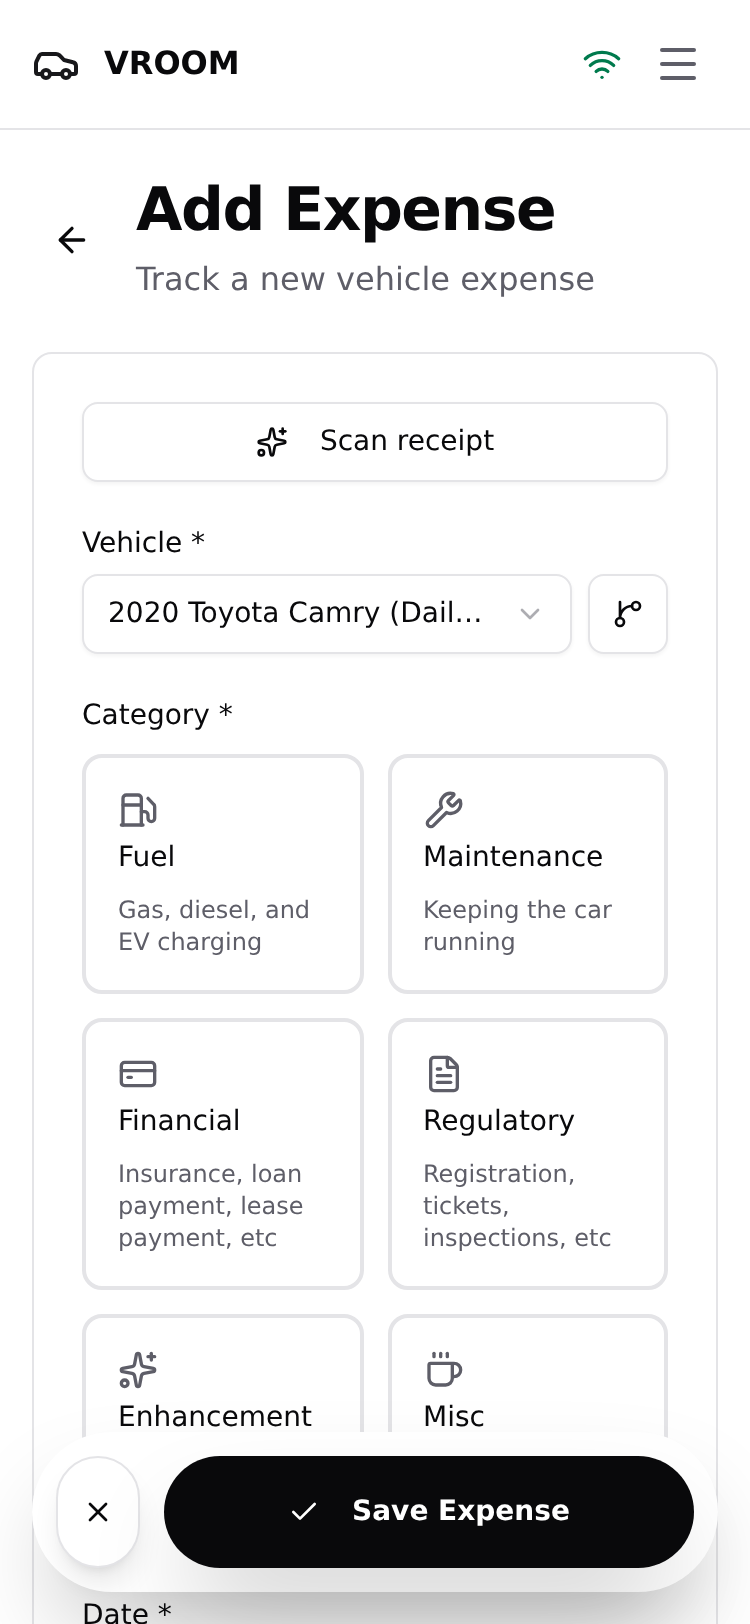 VROOM
Add Expense
Track a new vehicle expense
Scan receipt
Vehicle *
2020 Toyota Camry (Dail...
Category *
Fuel
Gas, diesel, and
EV charging
Maintenance
Keeping the car
running
Financial
Insurance, loan
payment, lease
payment, etc
Regulatory
Registration,
tickets,
inspections, etc
Enhancement
Misc
Save Expense
Date *